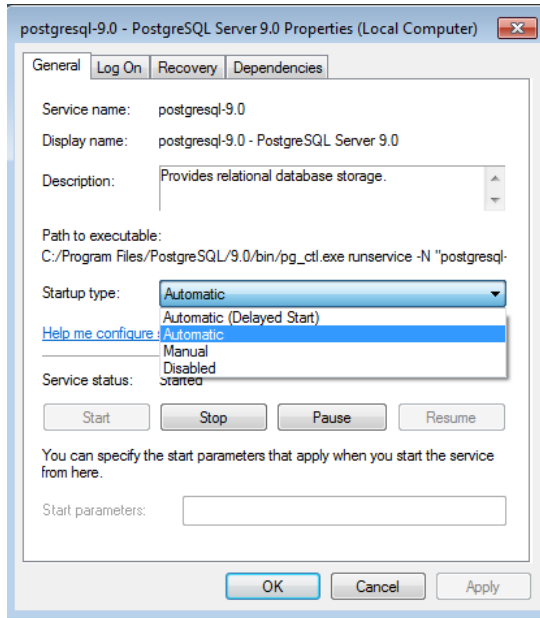 postgresql-9.0 - PostgreSQL Server 9.0 Properties (Local Computer)
General Log On Recovery Dependencies
Service name: postgresql-9.0
Display name: postgresql-9.0 - PostgreSQL Server 9.0
Description: Provides relational database storage.
Path to executable:
C:/Program Files/PostgreSQL/9.0/bin/pg_ctl.exe runservice -N "postgresql-
Startup type: Automatic
Automatic (Delayed Start)
Help me configure Automatic
Manual
Disabled
Service status: Started
Start Stop Pause Resume
You can specify the start parameters that apply when you start the service
from here.
Start parameters:
OK Cancel Apply